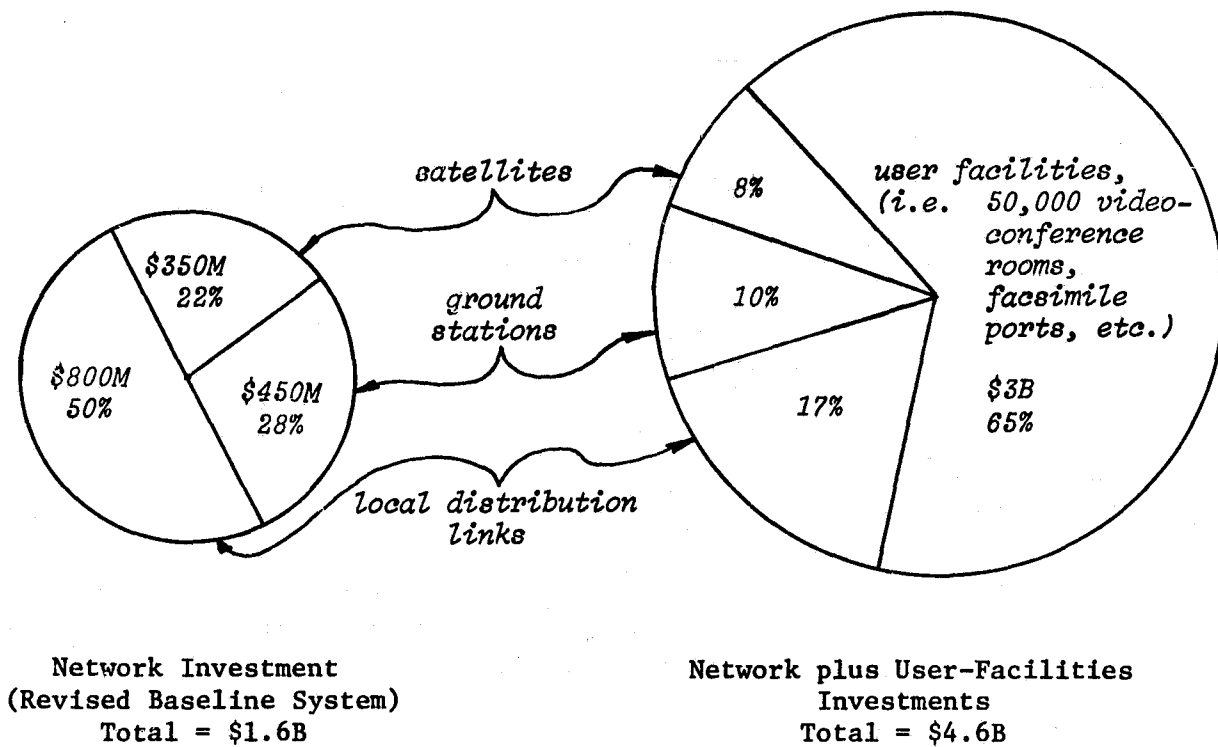 satellites
ground
stations
local distribution
links
$350M
22%
$800M
50%
$450M
28%
8%
10%
17%
user facilities,
(i.e. 50,000 video-
conference
rooms,
facsimile
ports, etc.)
$3B
65%
Network Investment
(Revised Baseline System)
Total = $1.6B
Network plus User-Facilities
Investments
Total = $4.6B